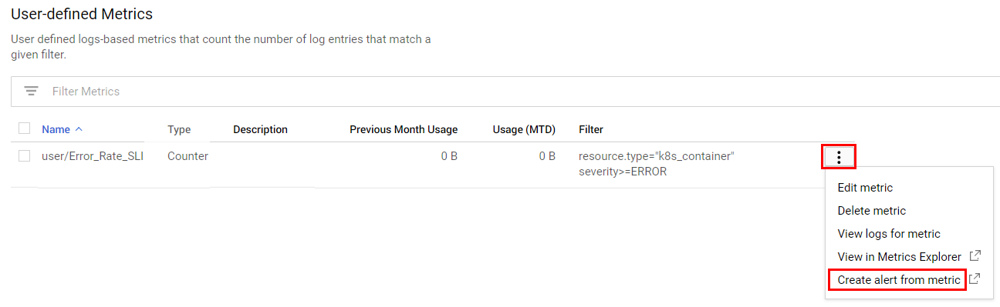 User-defined Metrics
User defined logs-based metrics that count the number of log entries that match a
given filter.
Filter Metrics
Name Type Description Previous Month Usage Usage (MTD) Filter
user/Error_Rate_SLI Counter 0 B 0 B resource.type="k8s_container"
severity>=ERROR
Edit metric
Delete metric
View logs for metric
View in Metrics Explorer
Create alert from metric